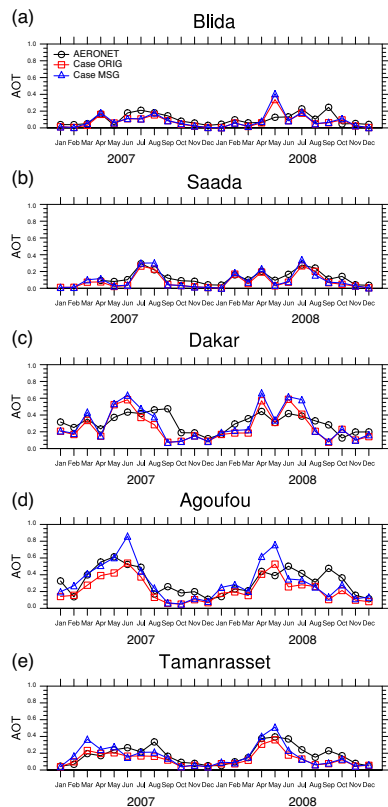 (a) Blida
AOT
1.0
0.8
0.6
0.4
0.2
0.0
AERONET
Case ORIG
Case MSG
Jan Feb Mar Apr May Jun Jul Aug Sep Oct Nov Dec Jan Feb Mar Apr May Jun Jul Aug Sep Oct Nov Dec
2007 2008
(b) Saada
AOT
1.0
0.8
0.6
0.4
0.2
0.0
Jan Feb Mar Apr May Jun Jul Aug Sep Oct Nov Dec Jan Feb Mar Apr May Jun Jul Aug Sep Oct Nov Dec
2007 2008
(c) Dakar
AOT
1.0
0.8
0.6
0.4
0.2
0.0
Jan Feb Mar Apr May Jun Jul Aug Sep Oct Nov Dec Jan Feb Mar Apr May Jun Jul Aug Sep Oct Nov Dec
2007 2008
(d) Agoufou
AOT
1.0
0.8
0.6
0.4
0.2
0.0
Jan Feb Mar Apr May Jun Jul Aug Sep Oct Nov Dec Jan Feb Mar Apr May Jun Jul Aug Sep Oct Nov Dec
2007 2008
(e) Tamanrasset
AOT
1.0
0.8
0.6
0.4
0.2
0.0
Jan Feb Mar Apr May Jun Jul Aug Sep Oct Nov Dec Jan Feb Mar Apr May Jun Jul Aug Sep Oct Nov Dec
2007 2008